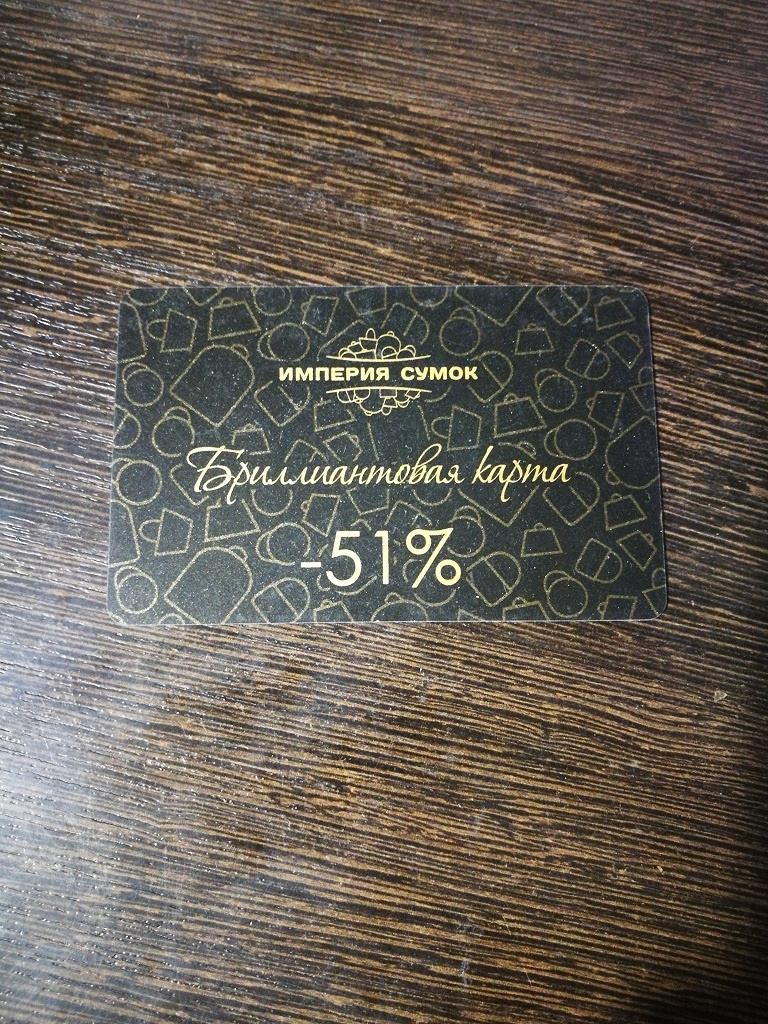 ИМПЕРИЯ СУМОК
Бриллиантовая карта
-51%